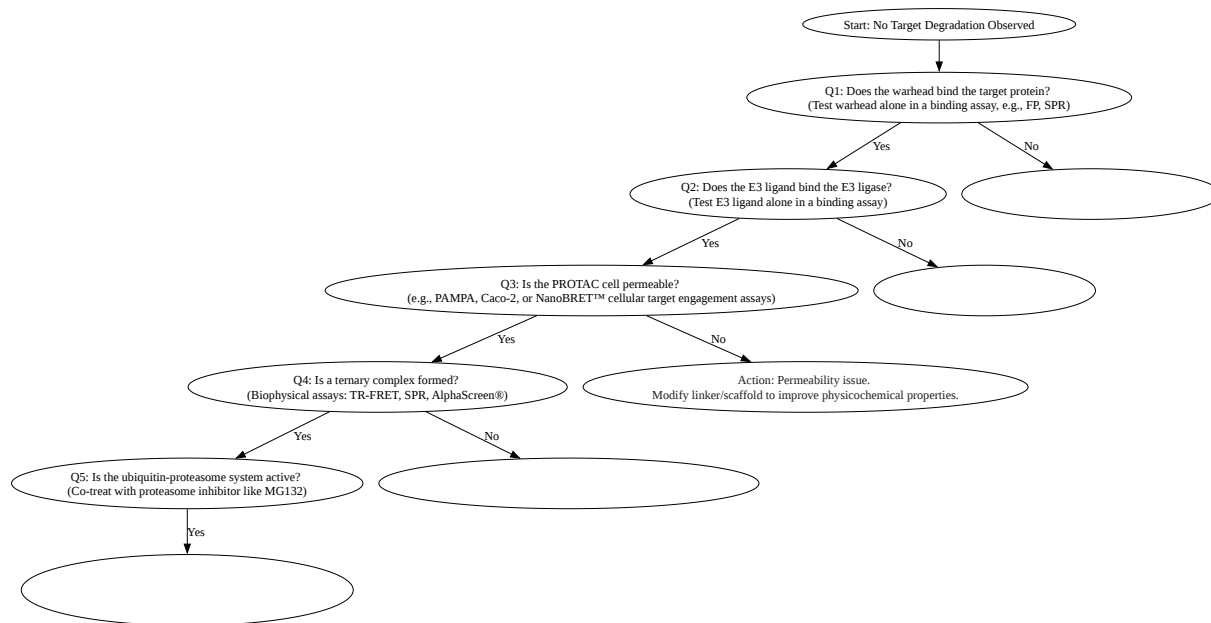 Start: No Target Degradation Observed
Q1: Does the warhead bind the target protein?
(Test warhead alone in a binding assay, e.g., FP, SPR)
Yes
No
Q2: Does the E3 ligand bind the E3 ligase?
(Test E3 ligand alone in a binding assay)
Yes
No
Q3: Is the PROTAC cell permeable?
(e.g., PAMPA, Caco-2, or NanoBRET™ cellular target engagement assays)
Yes
No
Q4: Is a ternary complex formed?
(Biophysical assays: TR-FRET, SPR, AlphaScreen®)
Action: Permeability issue.
Modify linker/scaffold to improve physicochemical properties.
Yes
No
Q5: Is the ubiquitin-proteasome system active?
(Co-treat with proteasome inhibitor like MG132)
Yes